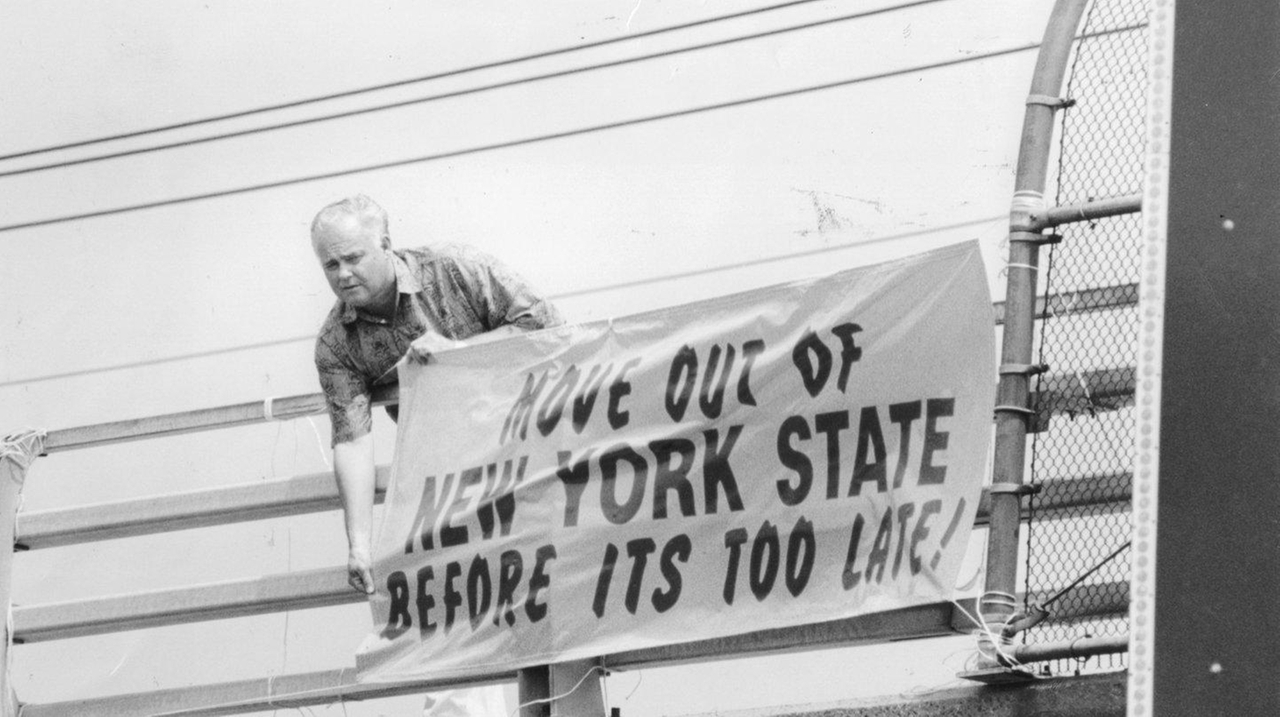 MOVE OUT OF
NEW YORK STATE
BEFORE ITS TOO LATE!